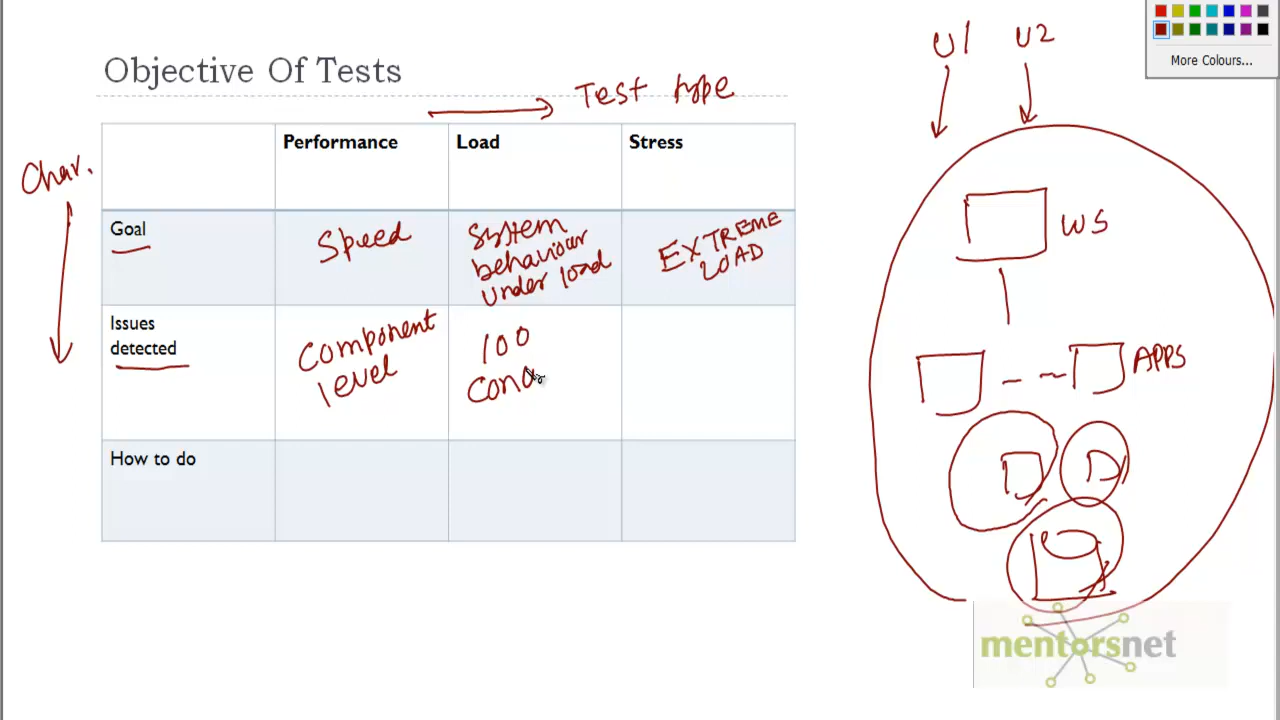 More Colours...
U1 U2
Objective Of Tests
Test type
Char.
Performance Load Stress
Goal
Speed
System
behaviour
under load
EXTREME
LOAD
Issues
detected
Component
level
100
How to do
WS
APPS
mentorsnet